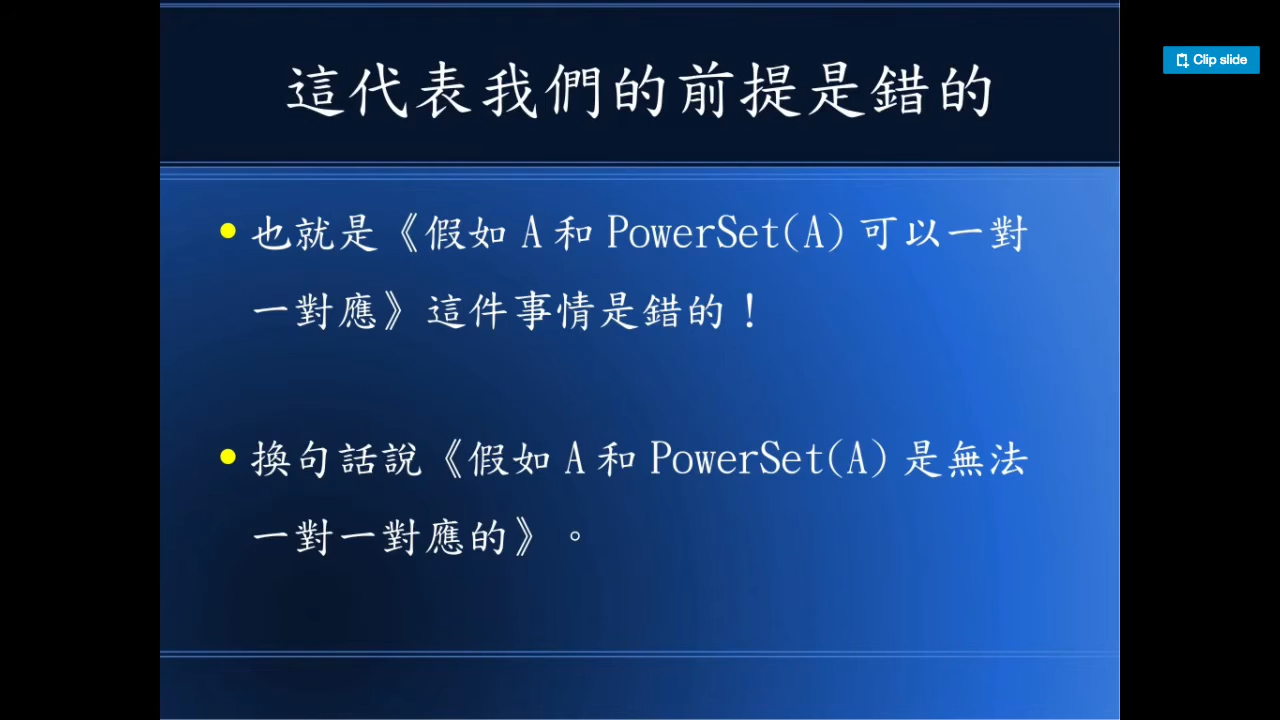 這代表我們的前提是錯的
Clip slide
也就是《假如 A 和 PowerSet(A) 可以一對
一對應》這件事情是錯的！
換句話說《假如 A 和 PowerSet(A) 是無法
一對一對應的》。